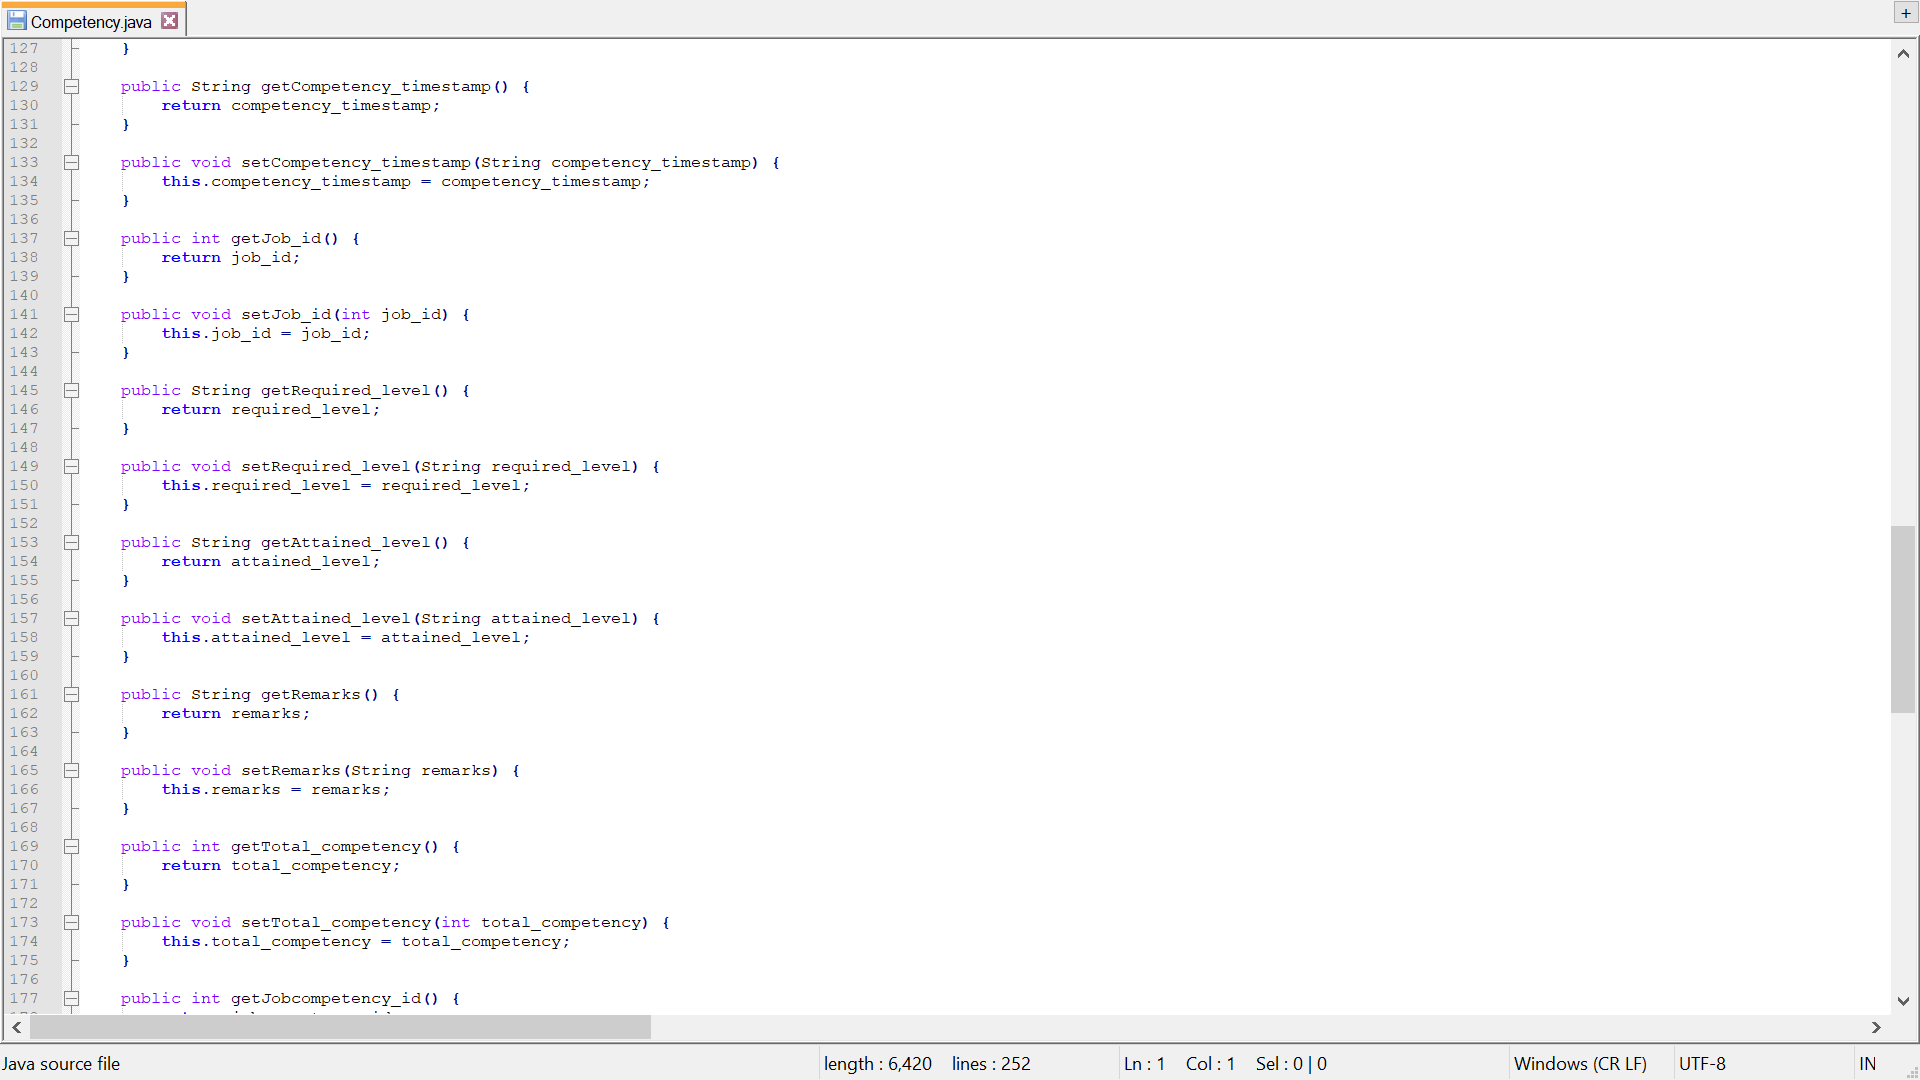 Competency.java
+
127 }
128
129 public String getCompetency_timestamp() {
130 return competency_timestamp;
131 }
132
133 public void setCompetency_timestamp(String competency_timestamp) {
134 this.competency_timestamp = competency_timestamp;
135 }
136
137 public int getJob_id() {
138 return job_id;
139 }
140
141 public void setJob_id(int job_id) {
142 this.job_id = job_id;
143 }
144
145 public String getRequired_level() {
146 return required_level;
147 }
148
149 public void setRequired_level(String required_level) {
150 this.required_level = required_level;
151 }
152
153 public String getAttained_level() {
154 return attained_level;
155 }
156
157 public void setAttained_level(String attained_level) {
158 this.attained_level = attained_level;
159 }
160
161 public String getRemarks() {
162 return remarks;
163 }
164
165 public void setRemarks(String remarks) {
166 this.remarks = remarks;
167 }
168
169 public int getTotal_competency() {
170 return total_competency;
171 }
172
173 public void setTotal_competency(int total_competency) {
174 this.total_competency = total_competency;
175 }
176
177 public int getJobcompetency_id() {
Java source file length : 6,420 lines : 252 Ln : 1 Col : 1 Sel : 0 | 0 Windows (CR LF) UTF-8 IN